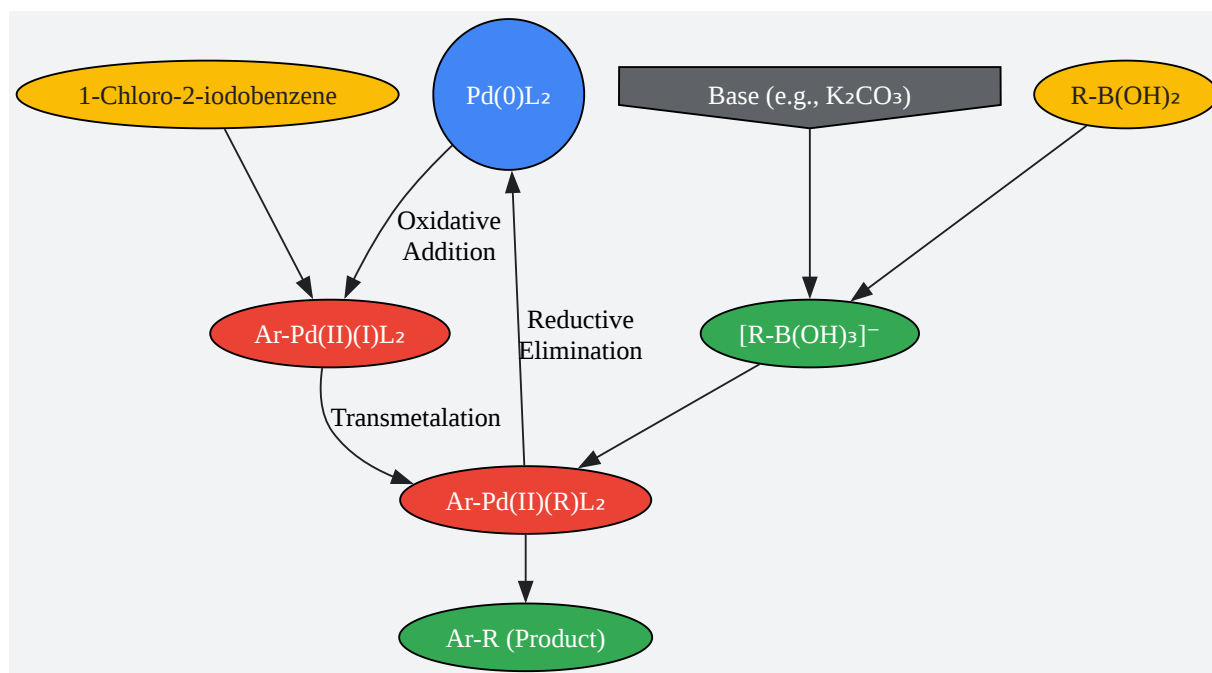 1-Chloro-2-iodobenzene
Pd(0)L₂
Base (e.g., K₂CO₃)
R-B(OH)₂
Oxidative
Addition
Ar-Pd(II)(I)L₂
Reductive
Elimination
[R-B(OH)₃]⁻
Transmetalation
Ar-Pd(II)(R)L₂
Ar-R (Product)